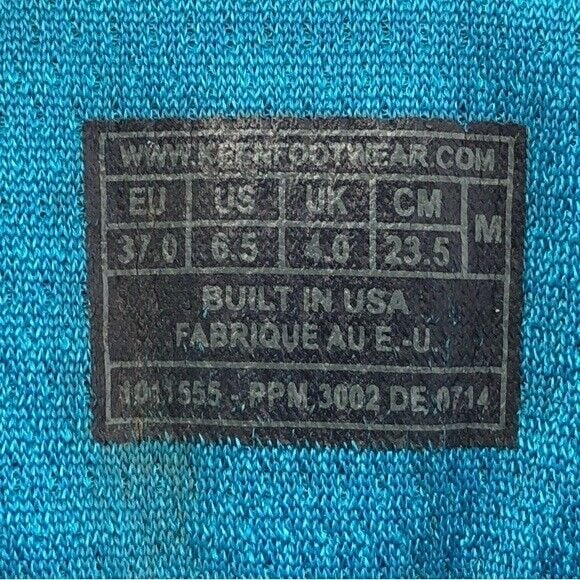 WWW.KEENFOOTWEAR.COM
EU US UK CM M
37.0 6.5 4.0 23.5
BUILT IN USA
FABRIQUE AU E.-U.
1011555 - PPM 3002 DE 0714